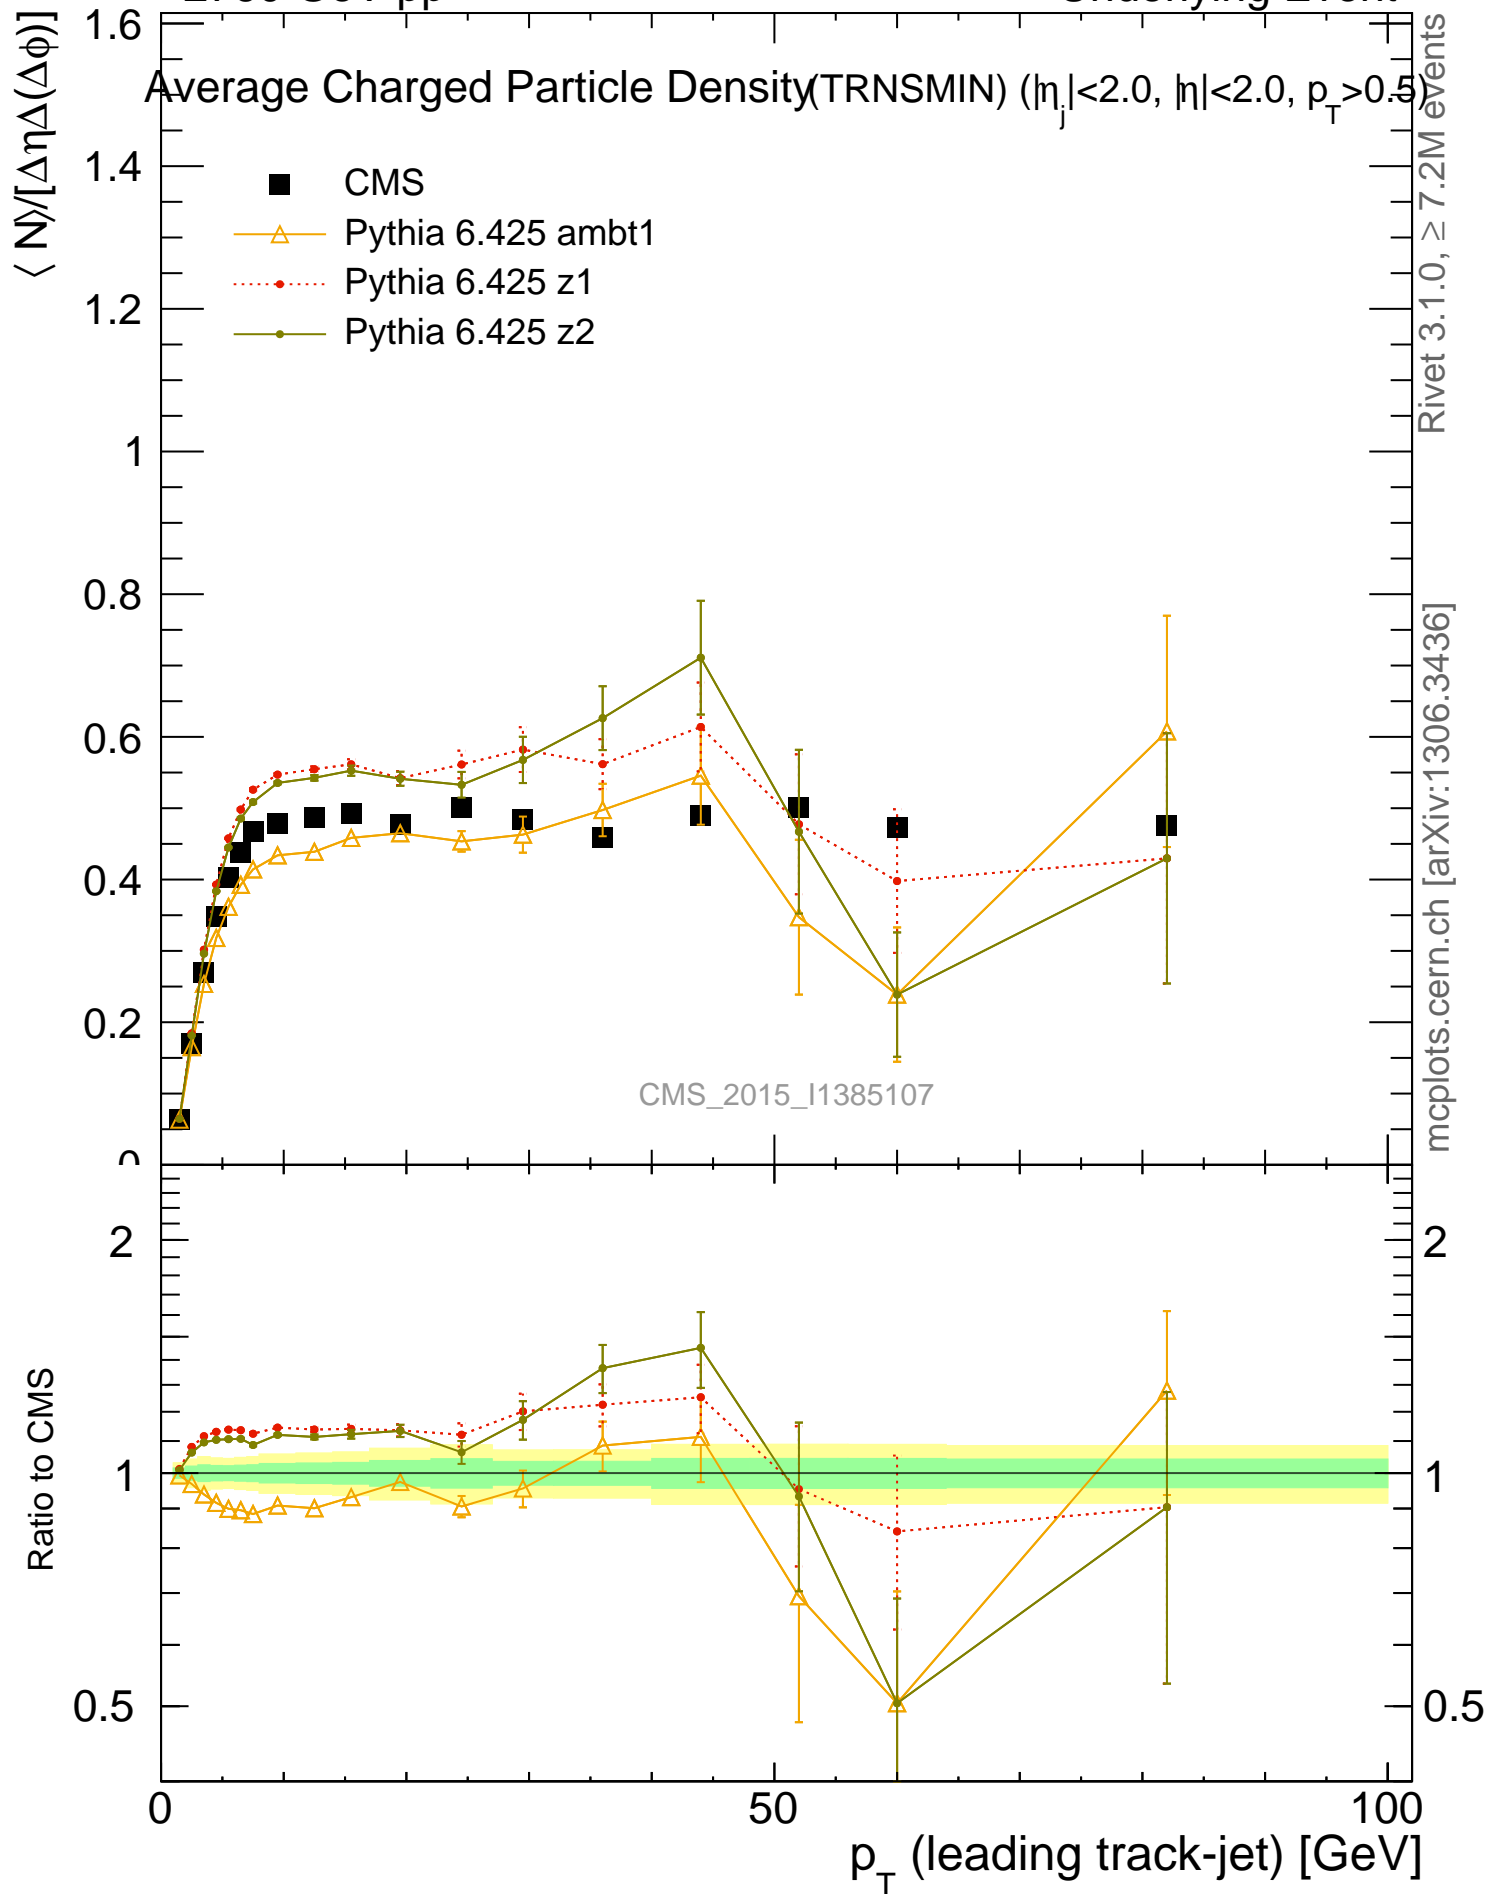 Average Charged Particle Density(TRNSMIN) (|η_j|<2.0, |η|<2.0, p_T>0.5)
⟨ N⟩/[ΔηΔ(Δϕ)]
1.6
1.4
1.2
1
0.8
0.6
0.4
0.2
CMS
Pythia 6.425 ambt1
Pythia 6.425 z1
Pythia 6.425 z2
CMS_2015_I1385107
Rivet 3.1.0, ≥ 7.2M events
mcplots.cern.ch [arXiv:1306.3436]
Ratio to CMS
2
1
0.5
2
1
0.5
0
50
100
p_T (leading track-jet) [GeV]